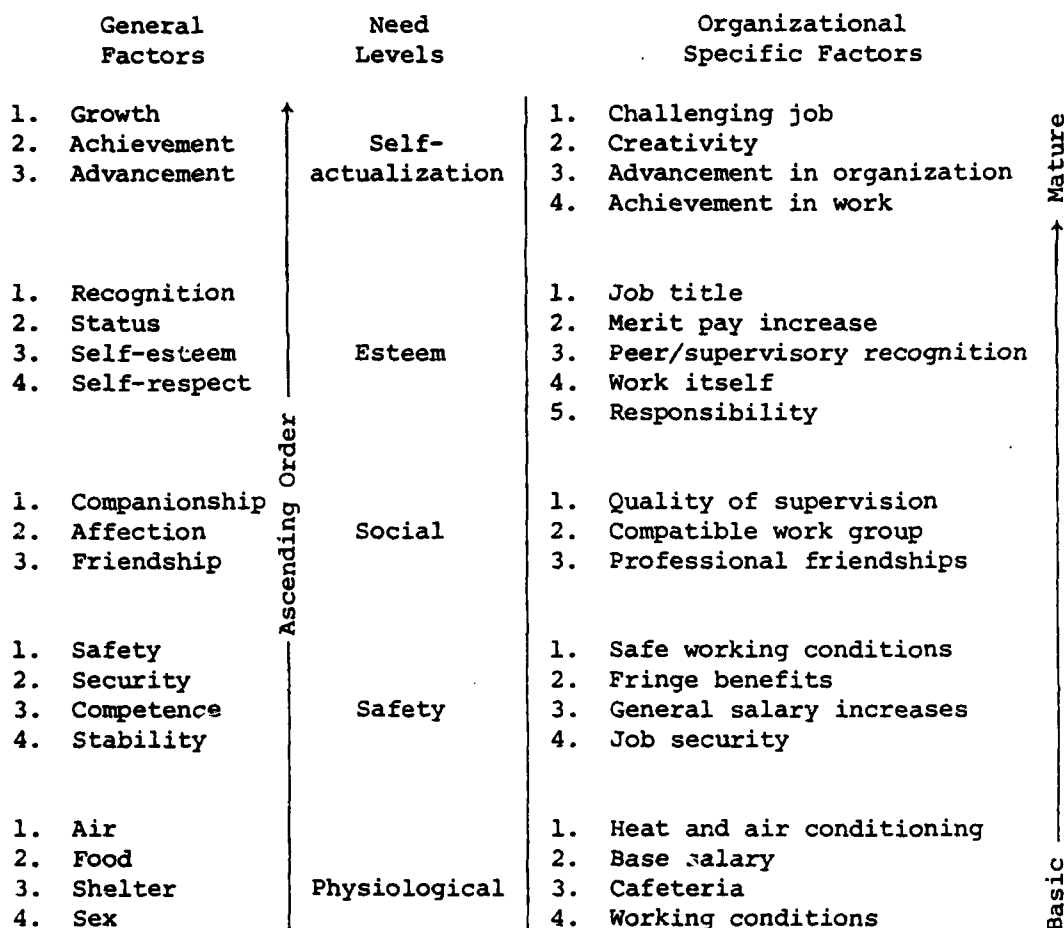 General Need Organizational
Factors Levels Specific Factors
1. Growth 1. Challenging job
2. Achievement Self- 2. Creativity
3. Advancement actualization 3. Advancement in organization
4. Achievement in work
1. Recognition 1. Job title
2. Status 2. Merit pay increase
3. Self-esteem Esteem 3. Peer/supervisory recognition
4. Self-respect 4. Work itself
5. Responsibility
1. Companionship 1. Quality of supervision
2. Affection Social 2. Compatible work group
3. Friendship 3. Professional friendships
1. Safety 1. Safe working conditions
2. Security 2. Fringe benefits
3. Competence Safety 3. General salary increases
4. Stability 4. Job security
1. Air 1. Heat and air conditioning
2. Food 2. Base salary
3. Shelter Physiological 3. Cafeteria
4. Sex 4. Working conditions
Ascending Order
Basic
Mature